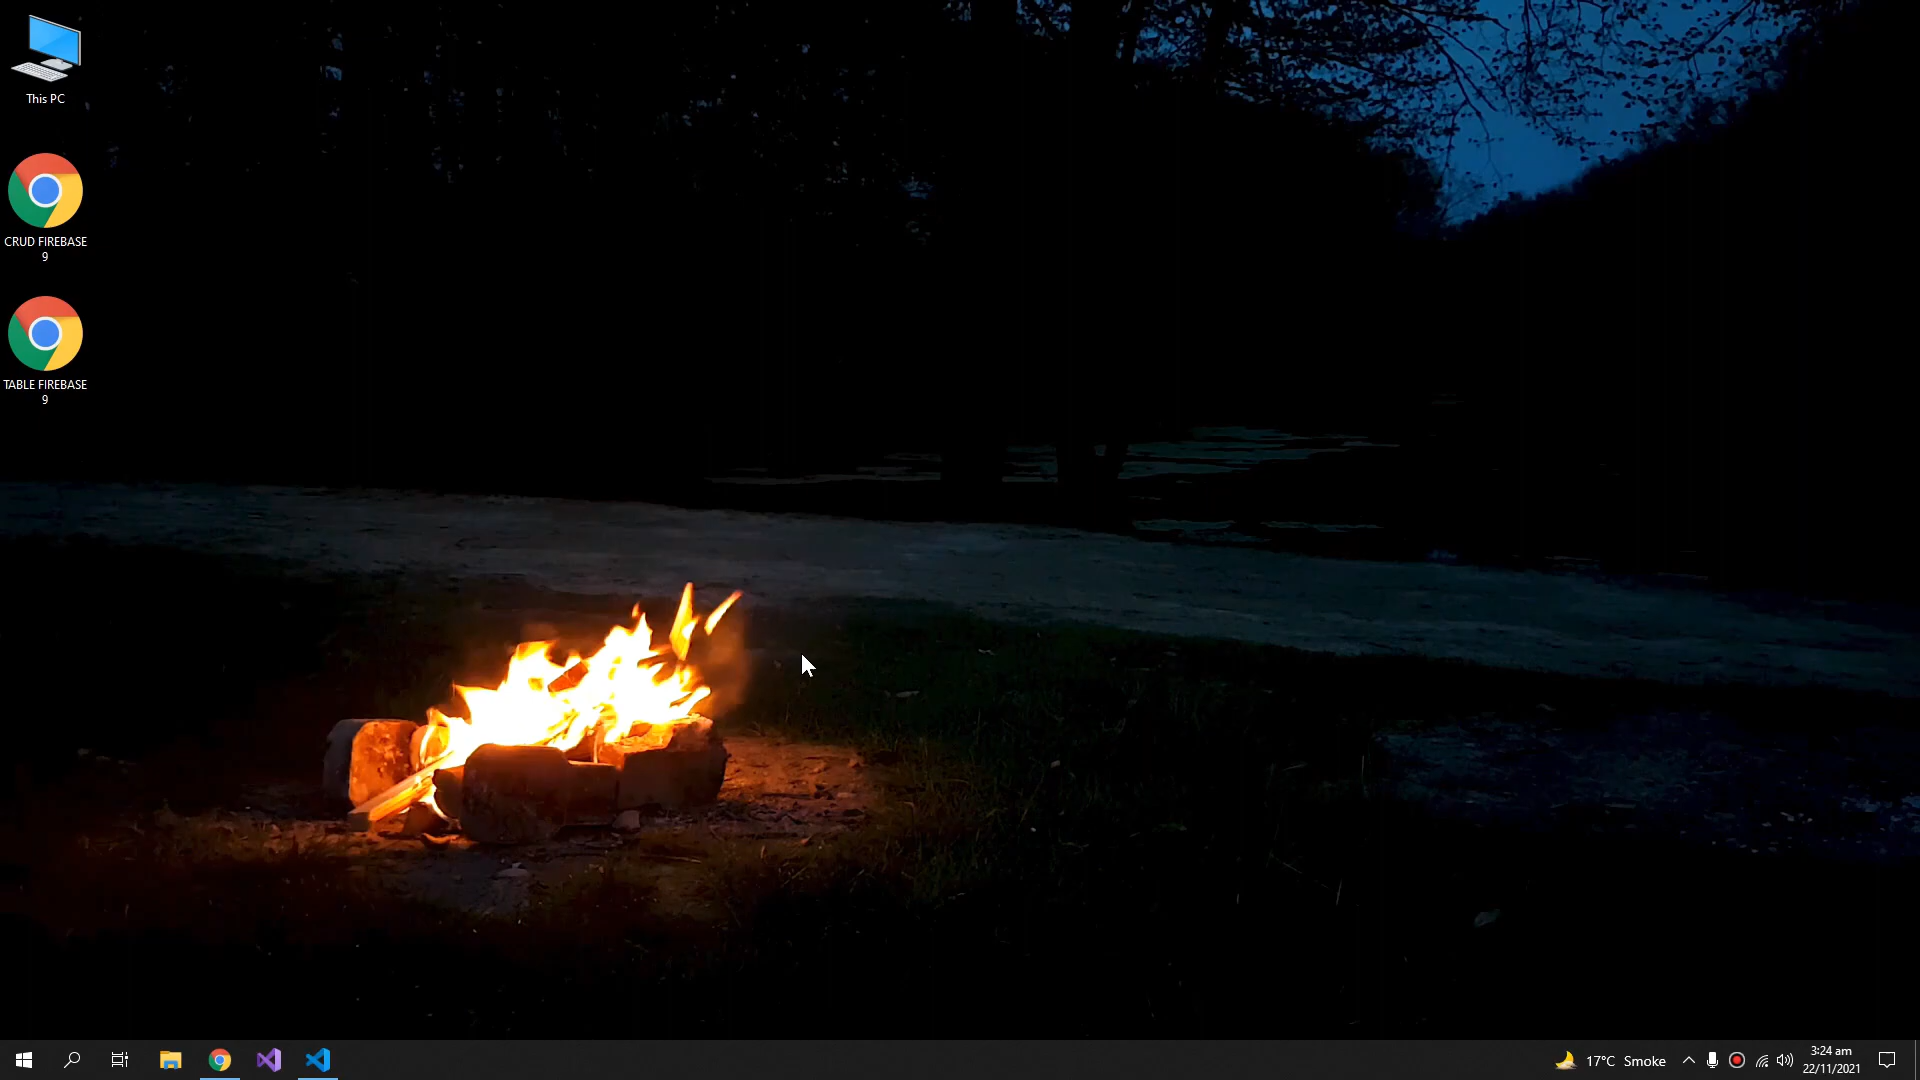 This PC
CRUD FIREBASE
9
TABLE FIREBASE
9
17°C Smoke
3:24 am
22/11/2021